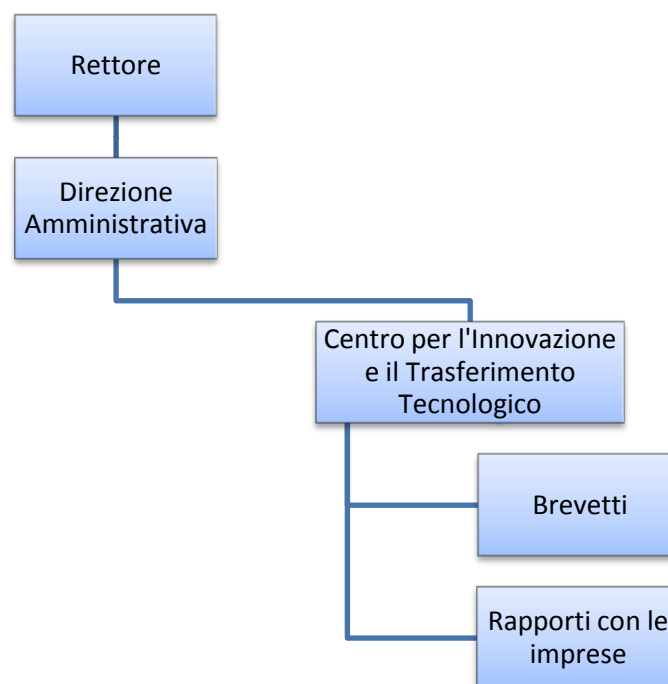 Rettore
Direzione
Amministrativa
Centro per l'Innovazione
e il Trasferimento
Tecnologico
Brevetti
Rapporti con le
imprese